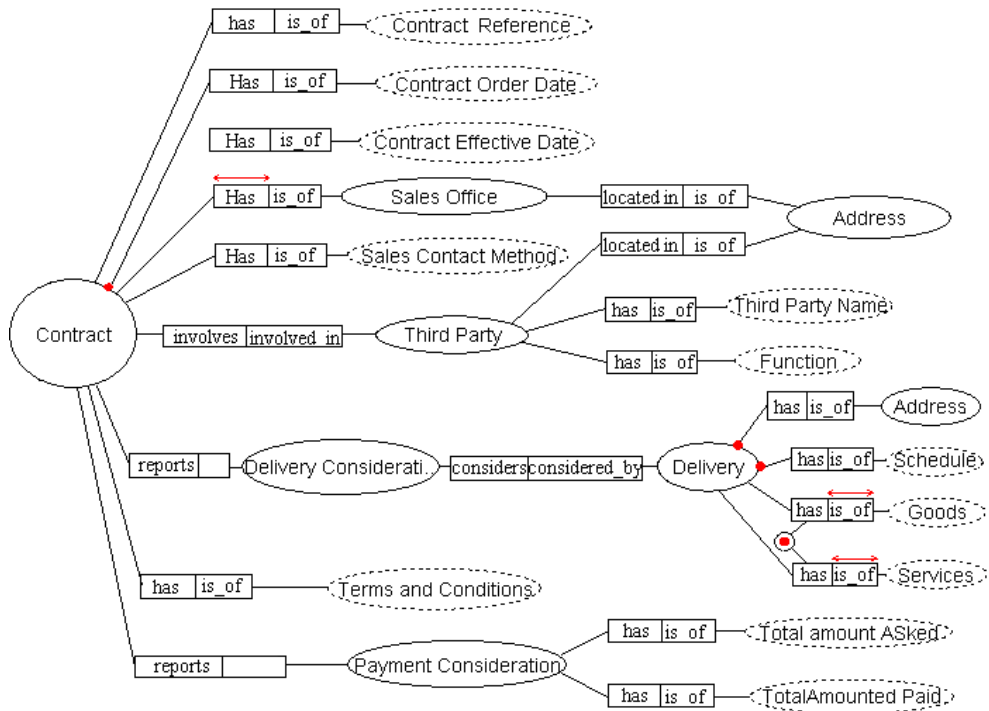 has is_of Contract Reference
Has is_of Contract Order Date
Has is_of Contract Effective Date
Has is_of Sales Office located in is_of
Address
located in is_of
Has is_of Sales Contact Method
has is_of Third Party Name
Contract involves involved_in Third Party
has is_of Function
has is_of Address
reports Delivery Considerati.. considers considered_by Delivery has is_of Schedule
has is_of Goods
has is_of Services
has is_of Terms and Conditions
has is_of Total amount ASked
reports Payment Consideration
has is_of TotalAmounted Paid